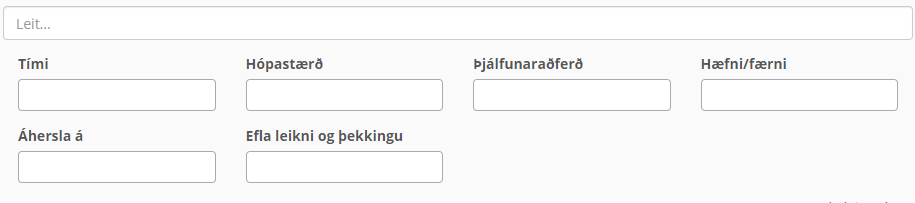 Leit...
Tími Hópastærð Þjálfunaraðferð Hæfni/færni
Áhersla á Efla leikni og þekkingu